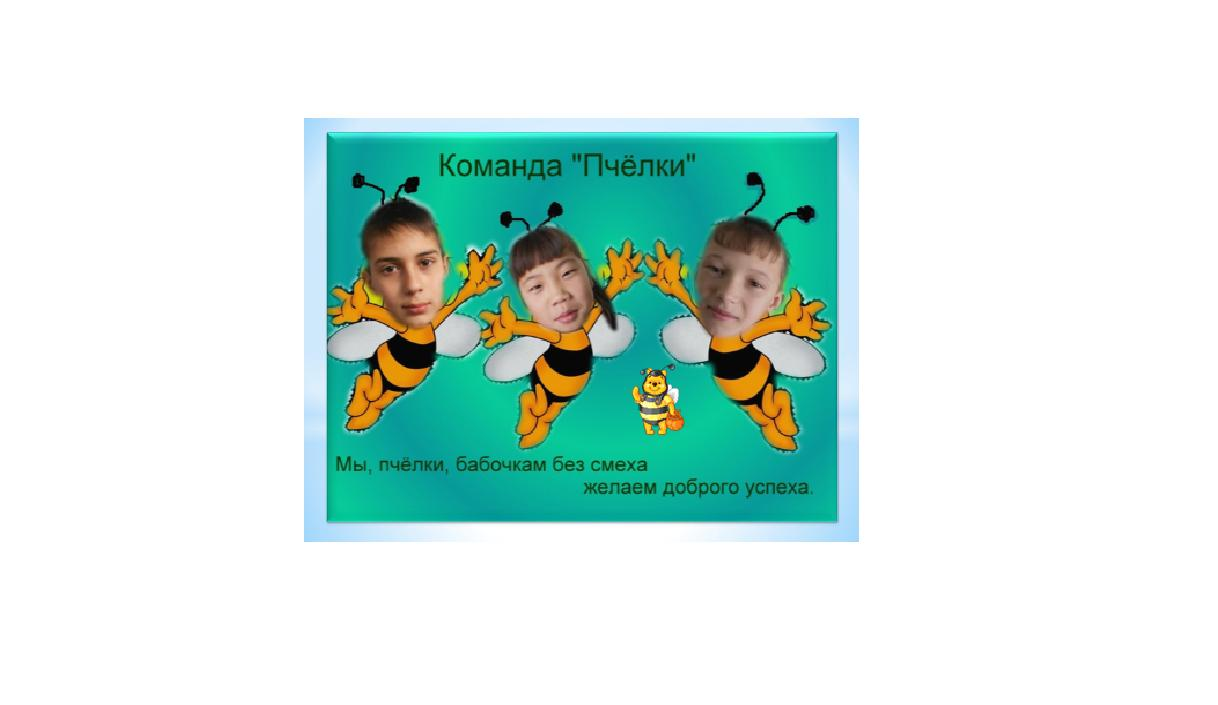 Команда "Пчёлки"
Мы, пчёлки, бабочкам без смеха
желаем доброго успеха.